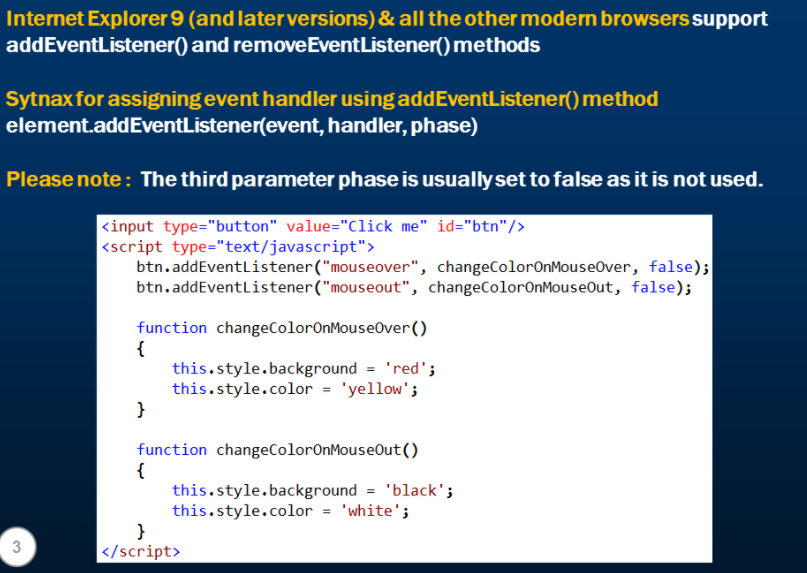 Internet Explorer 9 (and later versions) & all the other modern browsers support
addEventListener() and removeEventListener() methods
Sytnax for assigning event handler using addEventListener() method
element.addEventListener(event, handler, phase)
Please note :  The third parameter phase is usually set to false as it is not used.
<input type="button" value="Click me" id="btn"/>
<script type="text/javascript">
    btn.addEventListener("mouseover", changeColorOnMouseOver, false);
    btn.addEventListener("mouseout", changeColorOnMouseOut, false);
    function changeColorOnMouseOver()
    {
        this.style.background = 'red';
        this.style.color = 'yellow';
    }
    function changeColorOnMouseOut()
    {
        this.style.background = 'black';
        this.style.color = 'white';
    }
</script>
3